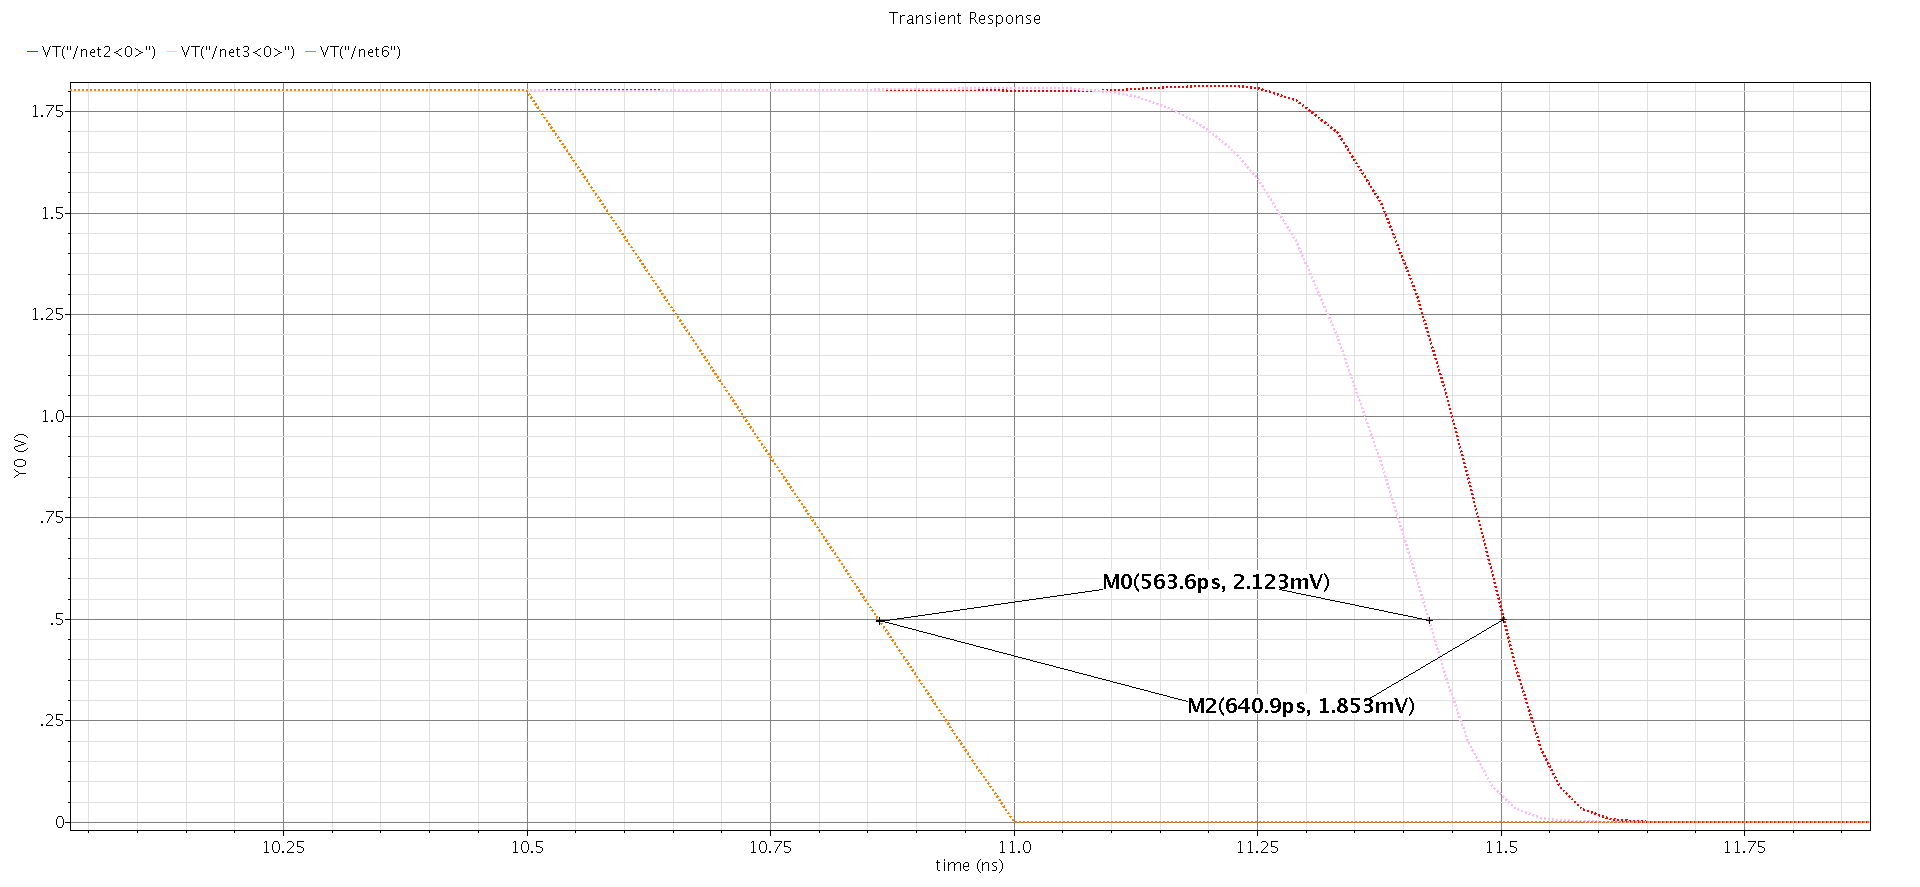 Transient Response
VT("/net2<0>") VT("/net3<0>") VT("/net6")
1.75
1.5
1.25
1.0
.75
.5
.25
0
Y0 (V)
M0(563.6ps, 2.123mV)
M2(640.9ps, 1.853mV)
10.25 10.5 10.75 11.0 11.25 11.5 11.75
time (ns)